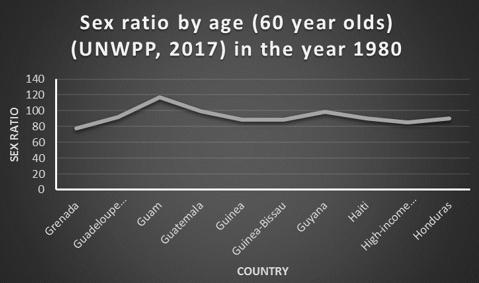 Sex ratio by age (60 year olds)
(UNWPP, 2017) in the year 1980
140
120
100
80
60
40
20
0
SEX RATIO
Grenada
Guadeloupe...
Guam
Guatemala
Guinea
Guinea-Bissau
Guyana
Haiti
High-income...
Honduras
COUNTRY